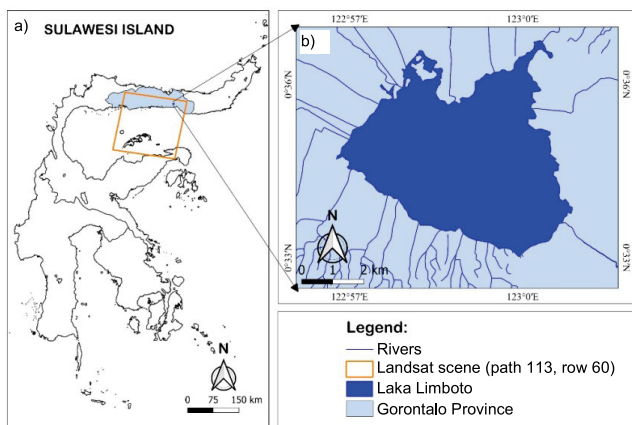 a)
SULAWESI ISLAND
N
0 75 150 km
b)
122°57'E 123°0'E
0°36'N 0°36'N
N
0 1 2 km
0°33'N 0°33'N
122°57'E 123°0'E
Legend:
Rivers
Landsat scene (path 113, row 60)
Laka Limboto
Gorontalo Province